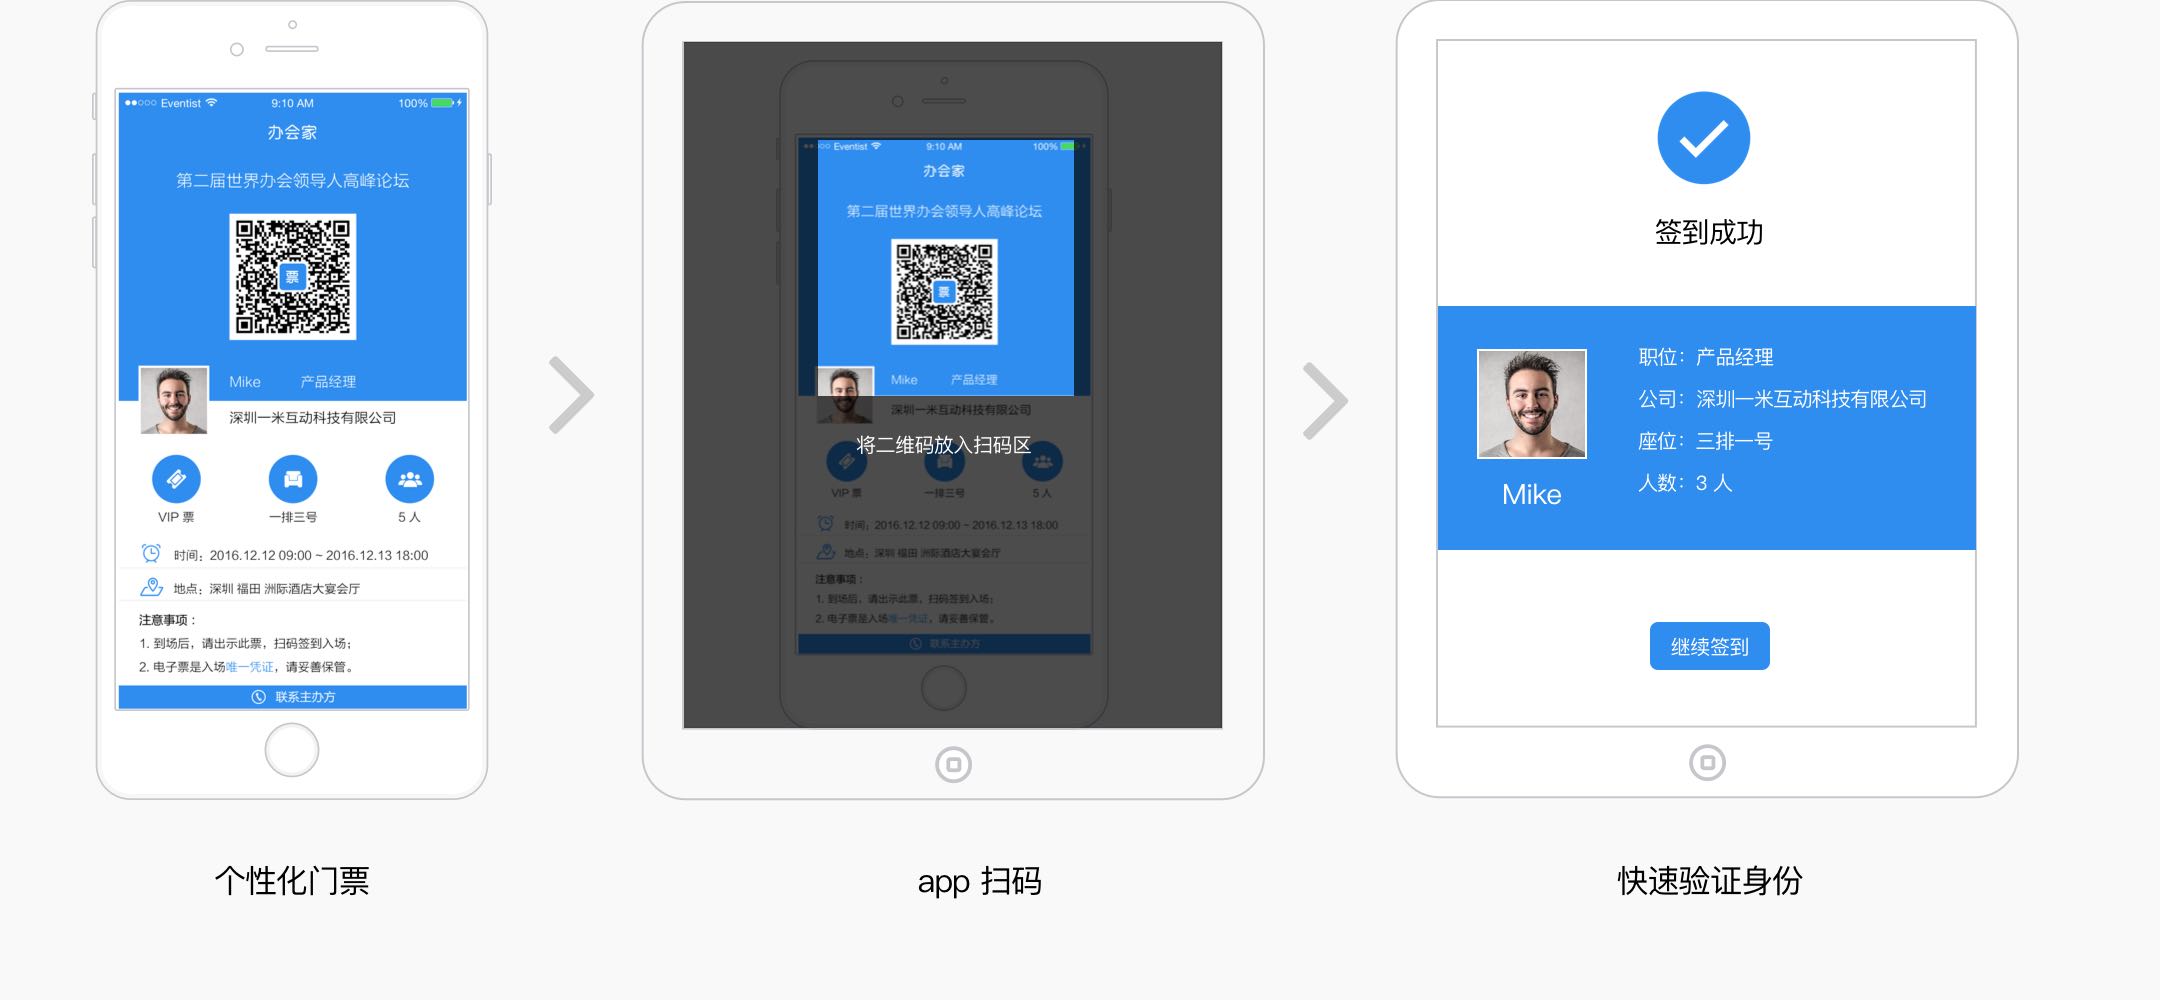 Eventist 9:10 AM 100%
办会家
第二届世界办会领导人高峰论坛
票
Mike 产品经理
深圳一米互动科技有限公司
VIP 票 一排三号 5 人
时间：2016.12.12 09:00 ~ 2016.12.13 18:00
地点：深圳 福田 洲际酒店大宴会厅
注意事项：
1. 到场后，请出示此票，扫码签到入场；
2. 电子票是入场唯一凭证，请妥善保管。
联系主办方
个性化门票
Eventist 9:10 AM 100%
办会家
第二届世界办会领导人高峰论坛
票
Mike 产品经理
深圳一米互动科技有限公司
将二维码放入扫码区
VIP 票 一排三号 5 人
时间：2016.12.12 09:00 ~ 2016.12.13 18:00
地点：深圳 福田 洲际酒店大宴会厅
注意事项：
1. 到场后，请出示此票，扫码签到入场；
2. 电子票是入场唯一凭证，请妥善保管。
联系主办方
app 扫码
签到成功
职位：产品经理
公司：深圳一米互动科技有限公司
座位：三排一号
人数：3 人
Mike
继续签到
快速验证身份